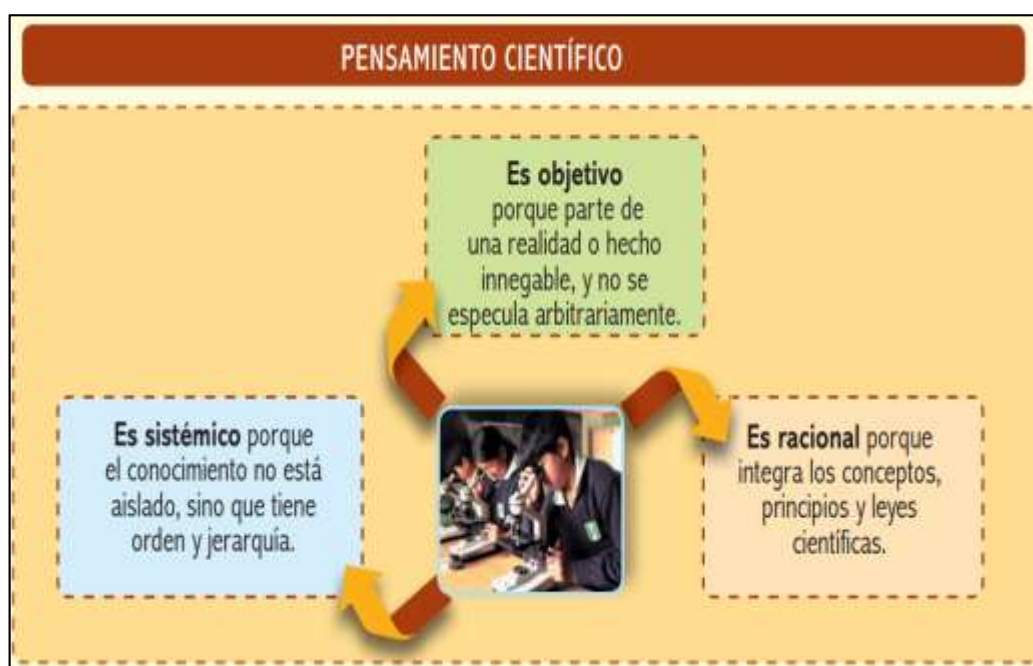 PENSAMIENTO CIENTÍFICO
Es objetivo
porque parte de
una realidad o hecho
innegable, y no se
especula arbitrariamente.
Es sistémico porque
el conocimiento no está
aislado, sino que tiene
orden y jerarquía.
Es racional porque
integra los conceptos,
principios y leyes
científicas.